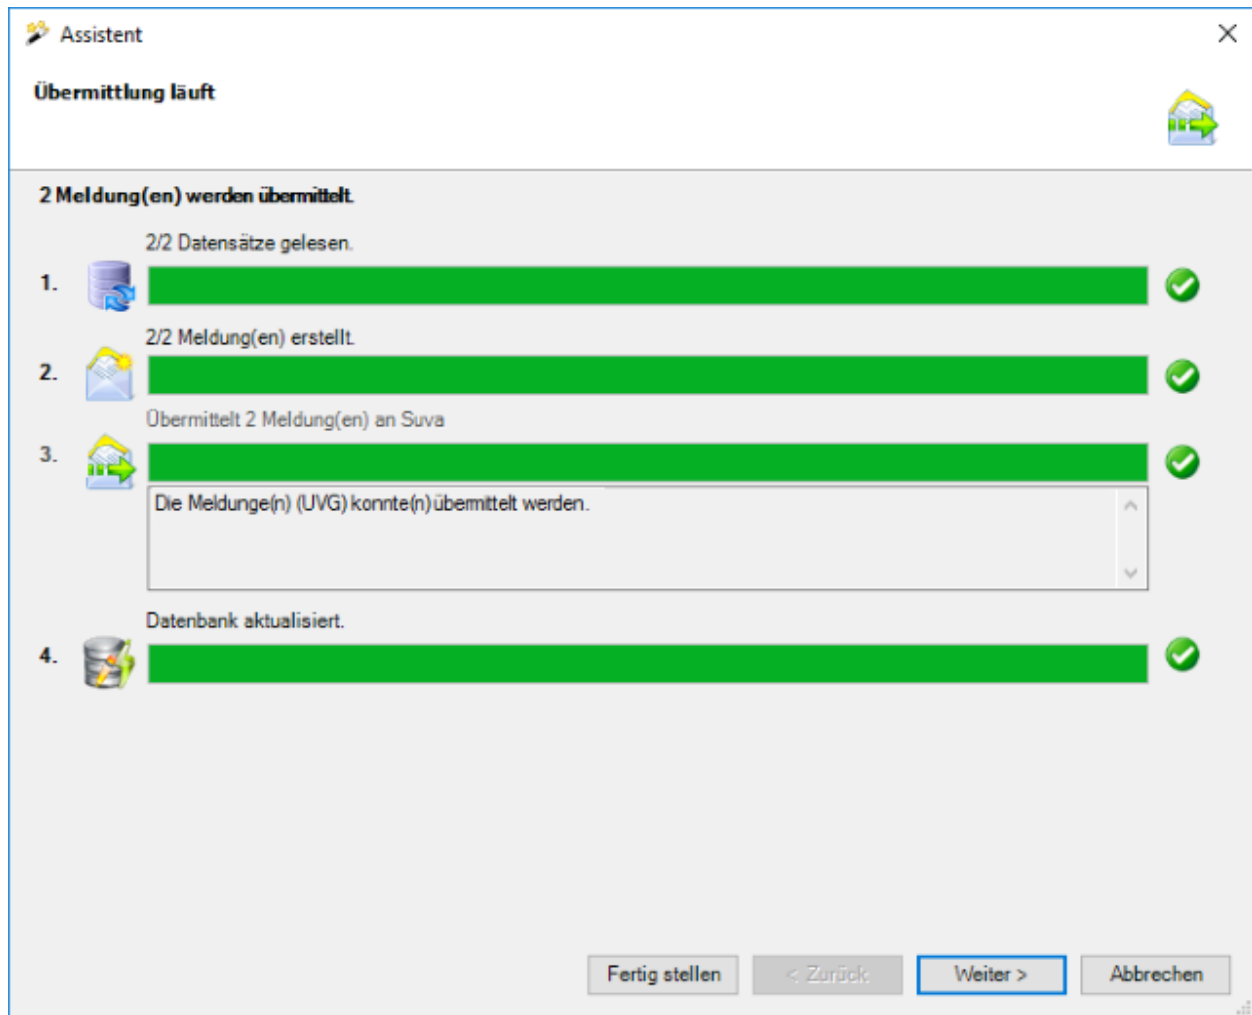 Assistent
Übermittlung läuft
2 Meldung(en) werden übermittelt.
2/2 Datensätze gelesen.
1.
2/2 Meldung(en) erstellt.
2.
Übermittelt 2 Meldung(en) an Suva
3.
Die Meldunge(n) (UVG) konnte(n) übermittelt werden.
Datenbank aktualisiert.
4.
Fertig stellen < Zurück Weiter > Abbrechen